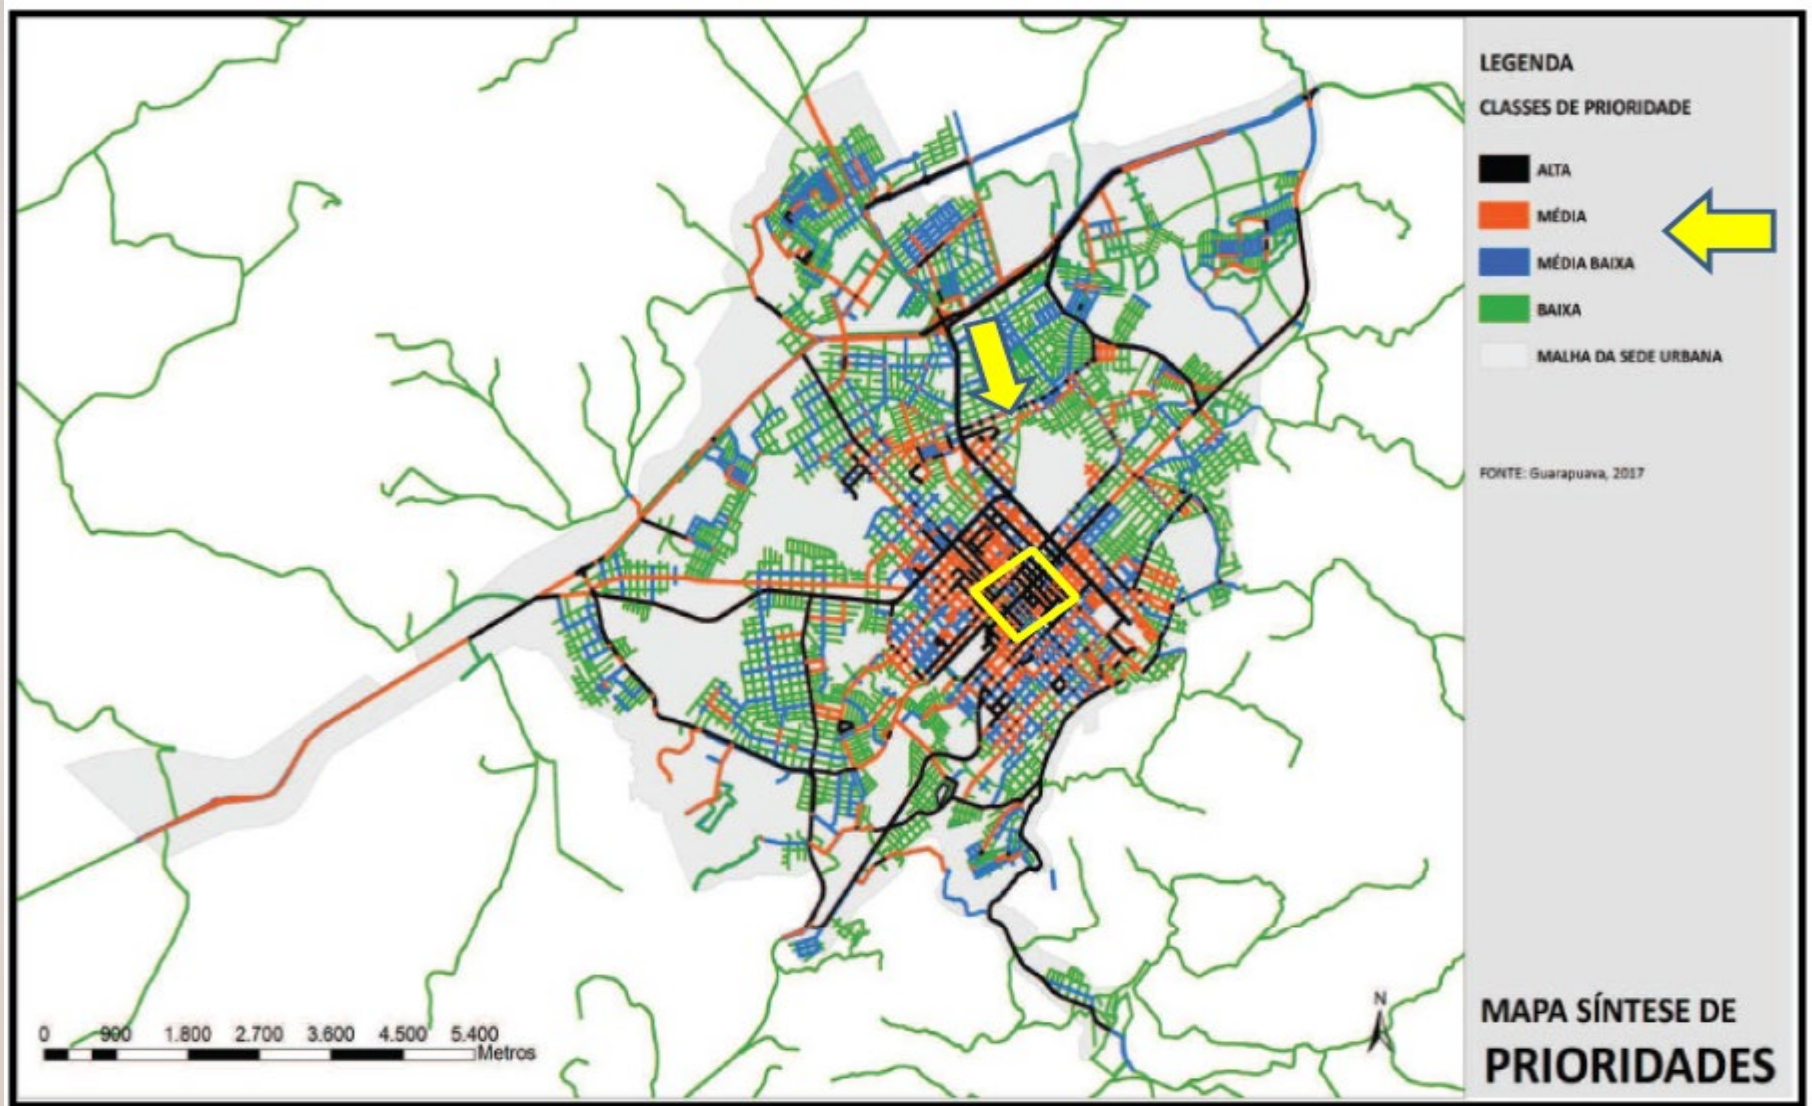 LEGENDA
CLASSES DE PRIORIDADE
ALTA
MÉDIA
MÉDIA BAIXA
BAIXA
MALHA DA SEDE URBANA
FONTE: Guarapuava, 2017
N
0 900 1.800 2.700 3.600 4.500 5.400
Metros
MAPA SÍNTESE DE
PRIORIDADES